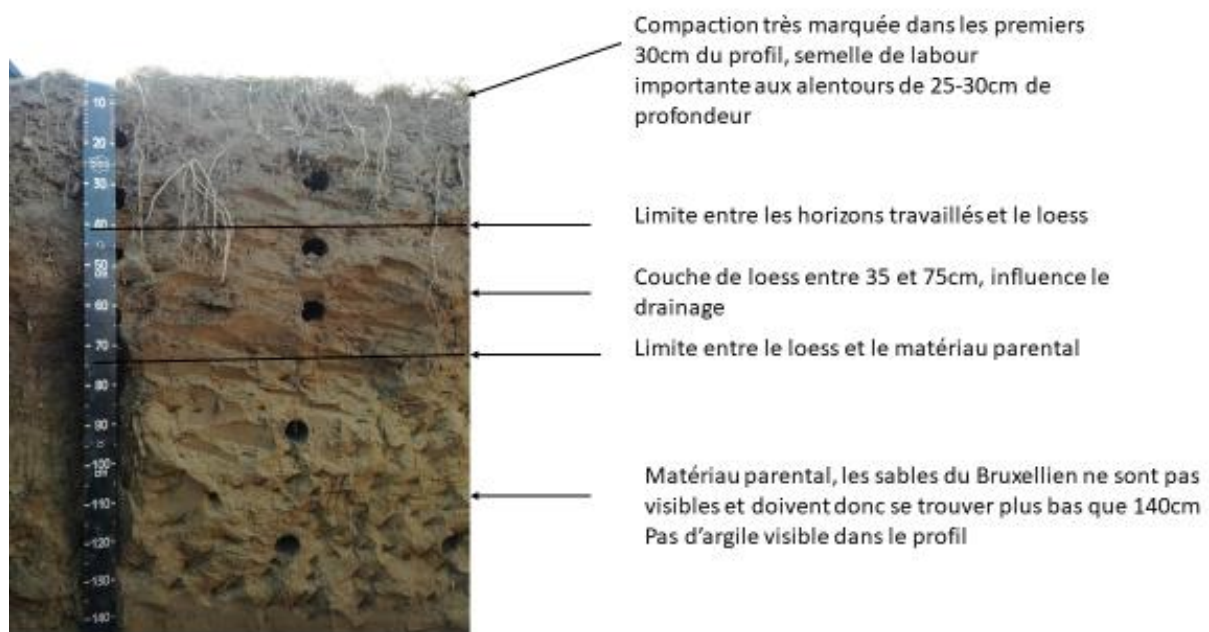 Compaction très marquée dans les premiers
30cm du profil, semelle de labour
importante aux alentours de 25-30cm de
profondeur
10
20
30
Limite entre les horizons travaillés et le loess
50
Couche de loess entre 35 et 75cm, influence le
drainage
60
70
Limite entre le loess et le matériau parental
80
90
100
Matériau parental, les sables du Bruxellien ne sont pas
visibles et doivent donc se trouver plus bas que 140cm
Pas d'argile visible dans le profil
110
120
130
140